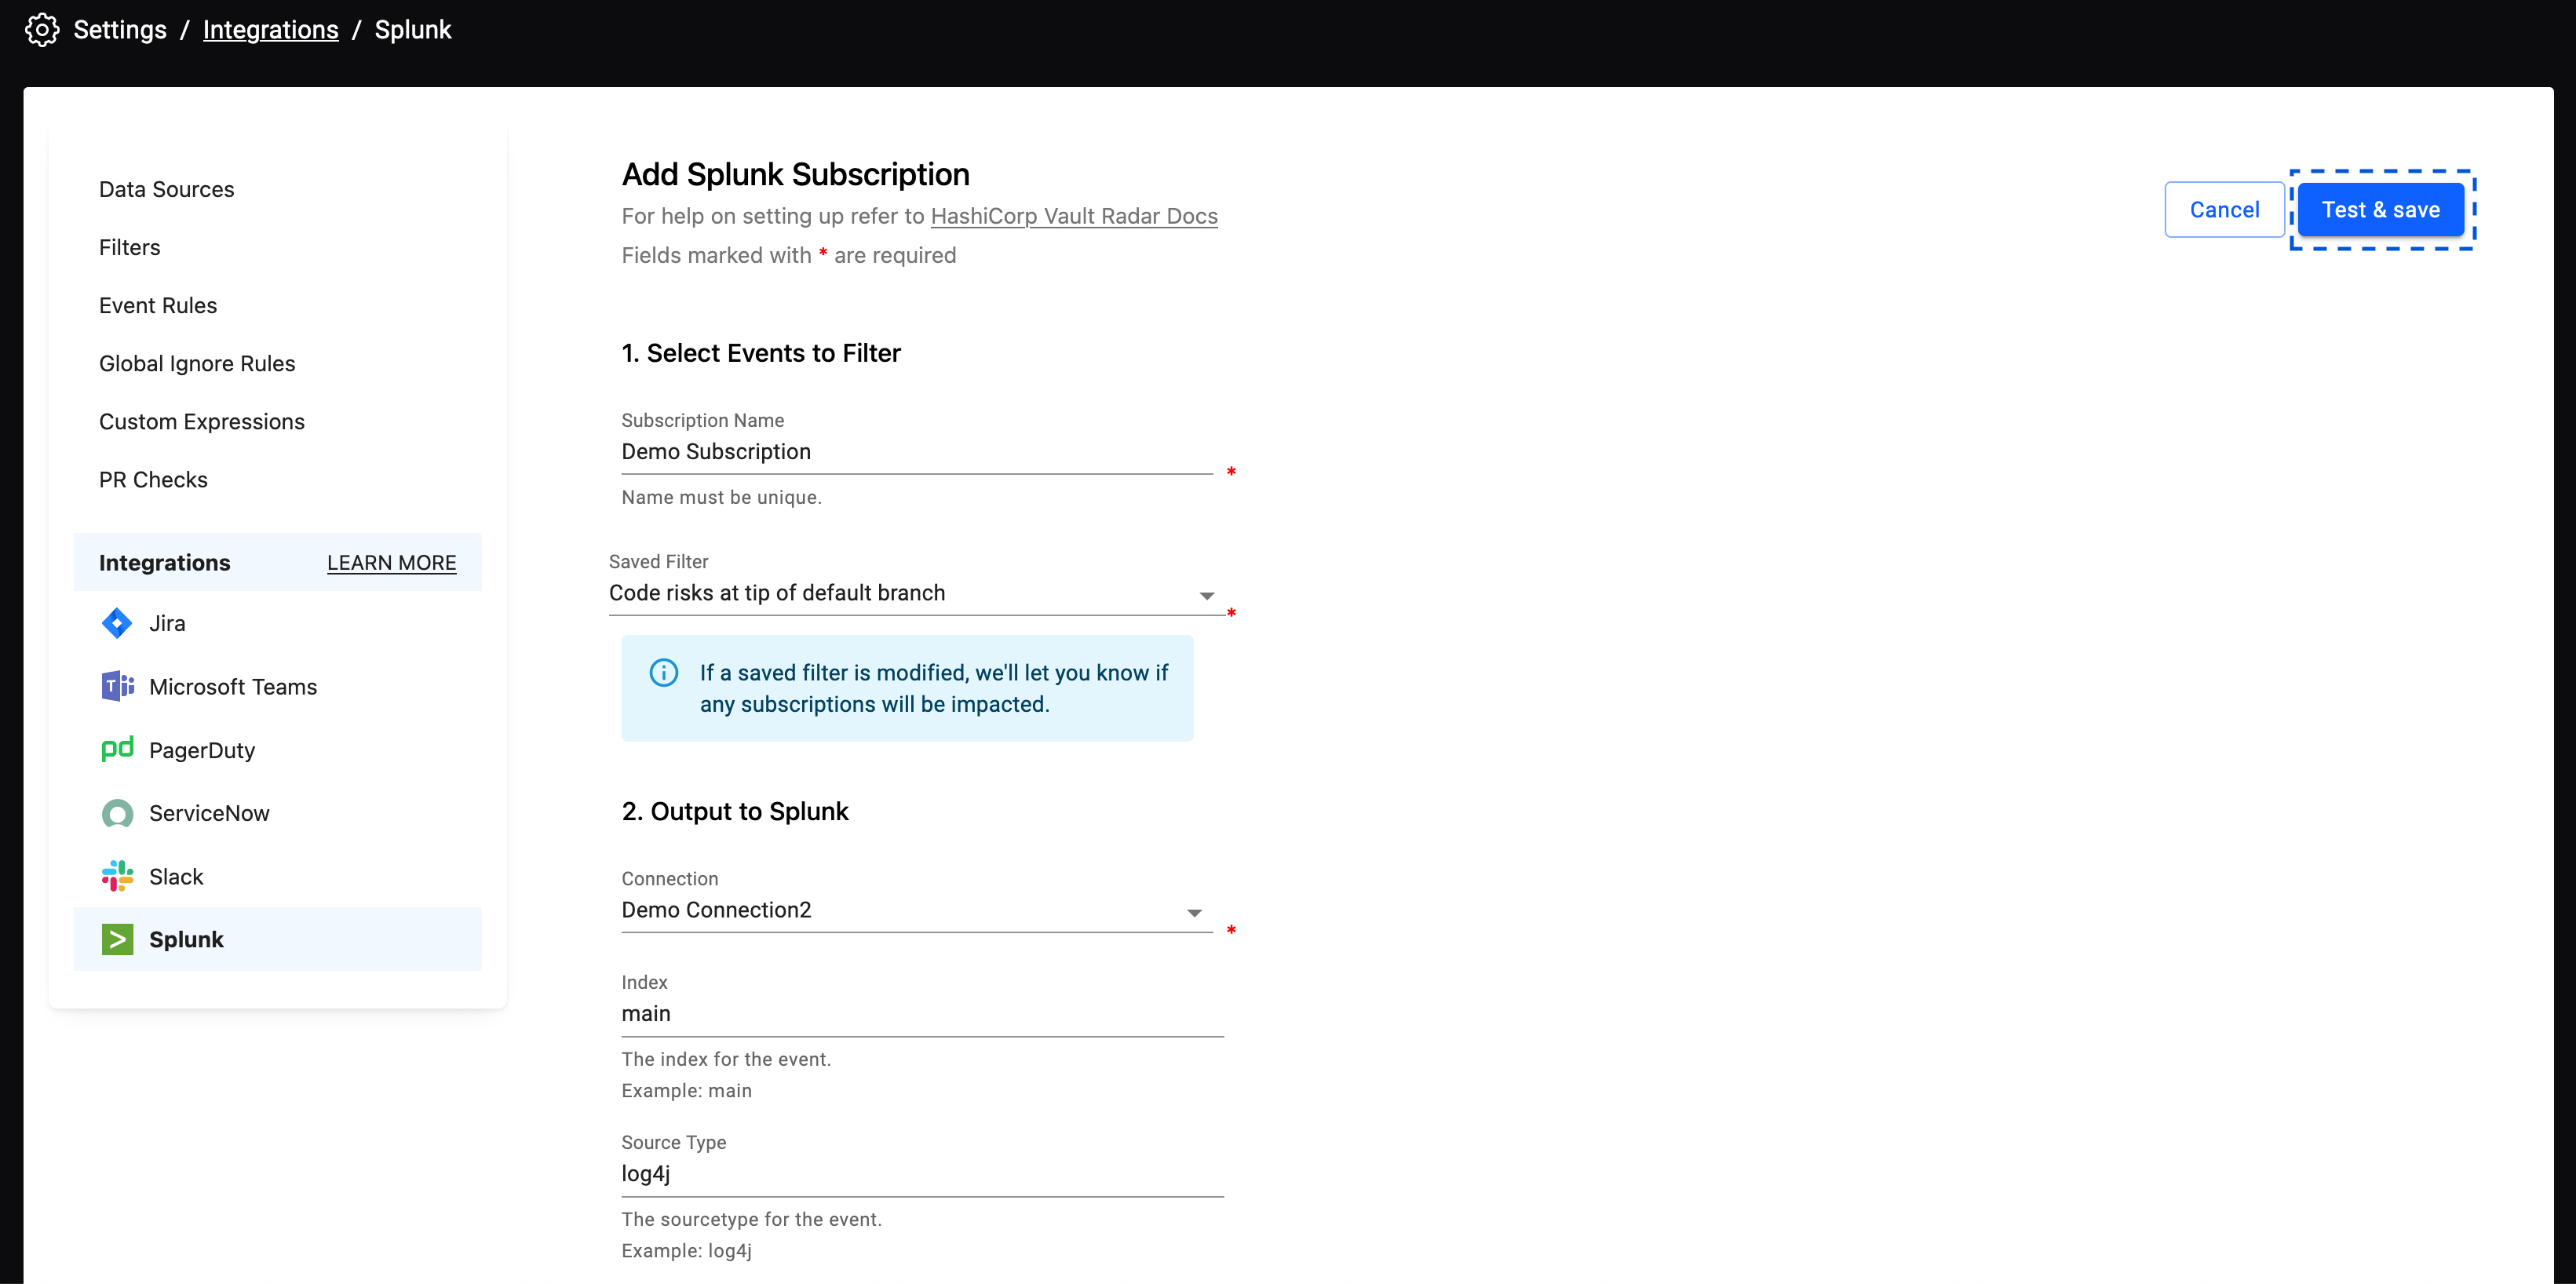 Settings / Integrations / Splunk
Data Sources
Filters
Event Rules
Global Ignore Rules
Custom Expressions
PR Checks
Integrations LEARN MORE
Jira
Microsoft Teams
PagerDuty
ServiceNow
Slack
Splunk
Add Splunk Subscription
For help on setting up refer to HashiCorp Vault Radar Docs
Fields marked with * are required
Cancel
Test & save
1. Select Events to Filter
Subscription Name
Demo Subscription
*
Name must be unique.
Saved Filter
Code risks at tip of default branch
*
If a saved filter is modified, we'll let you know if
any subscriptions will be impacted.
2. Output to Splunk
Connection
Demo Connection2
*
Index
main
The index for the event.
Example: main
Source Type
log4j
The sourcetype for the event.
Example: log4j